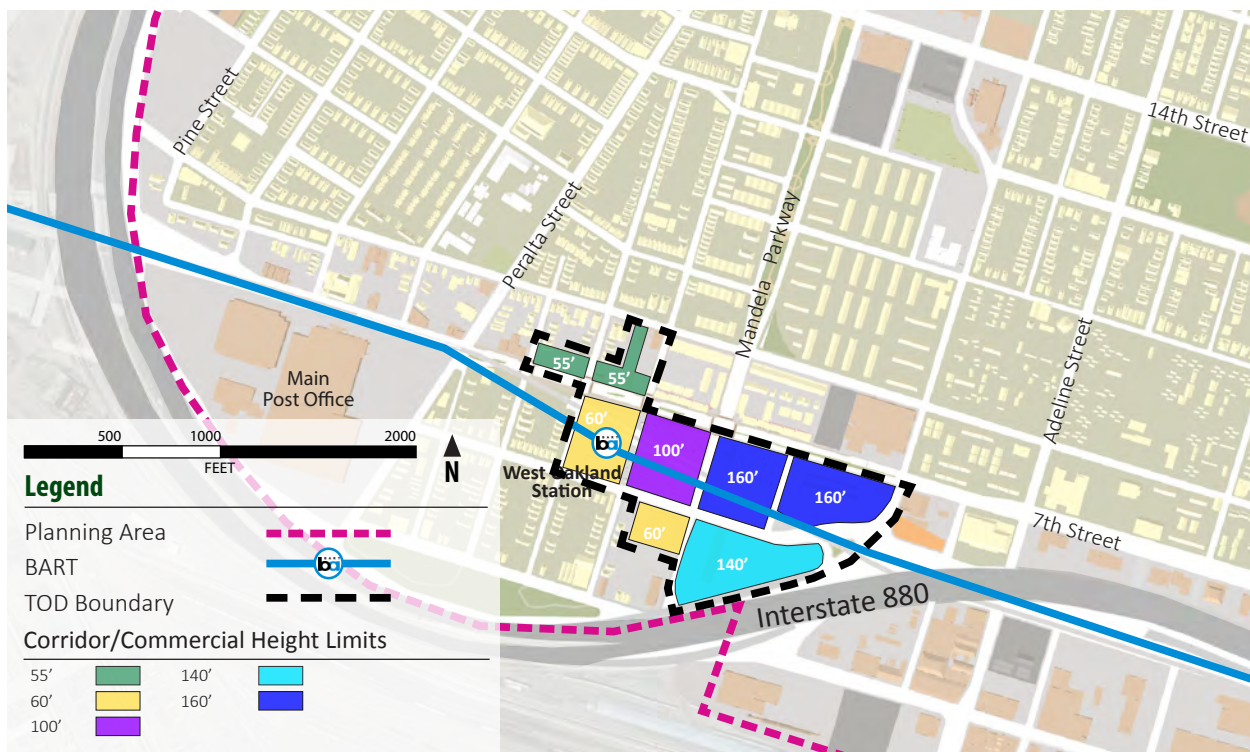 Pine Street
14th Street
Peralta Street
Mandela Parkway
Adeline Street
Main
Post Office
55’
55’
60’
ba
West Oakland
Station
100’
160’
160’
60’
140’
7th Street
Interstate 880
500 1000 2000
FEET
N
Legend
Planning Area
BART
ba
TOD Boundary
Corridor/Commercial Height Limits
55’ 140’
60’ 160’
100’